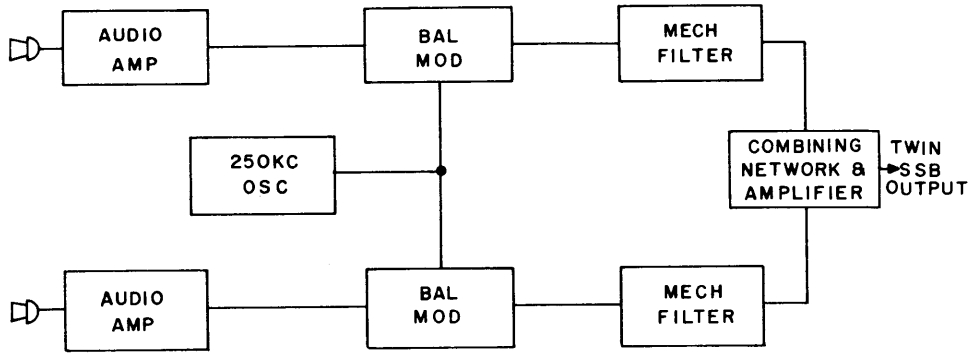 AUDIO
AMP
BAL
MOD
MECH
FILTER
250KC
OSC
COMBINING
NETWORK &
AMPLIFIER
TWIN
SSB
OUTPUT
AUDIO
AMP
BAL
MOD
MECH
FILTER